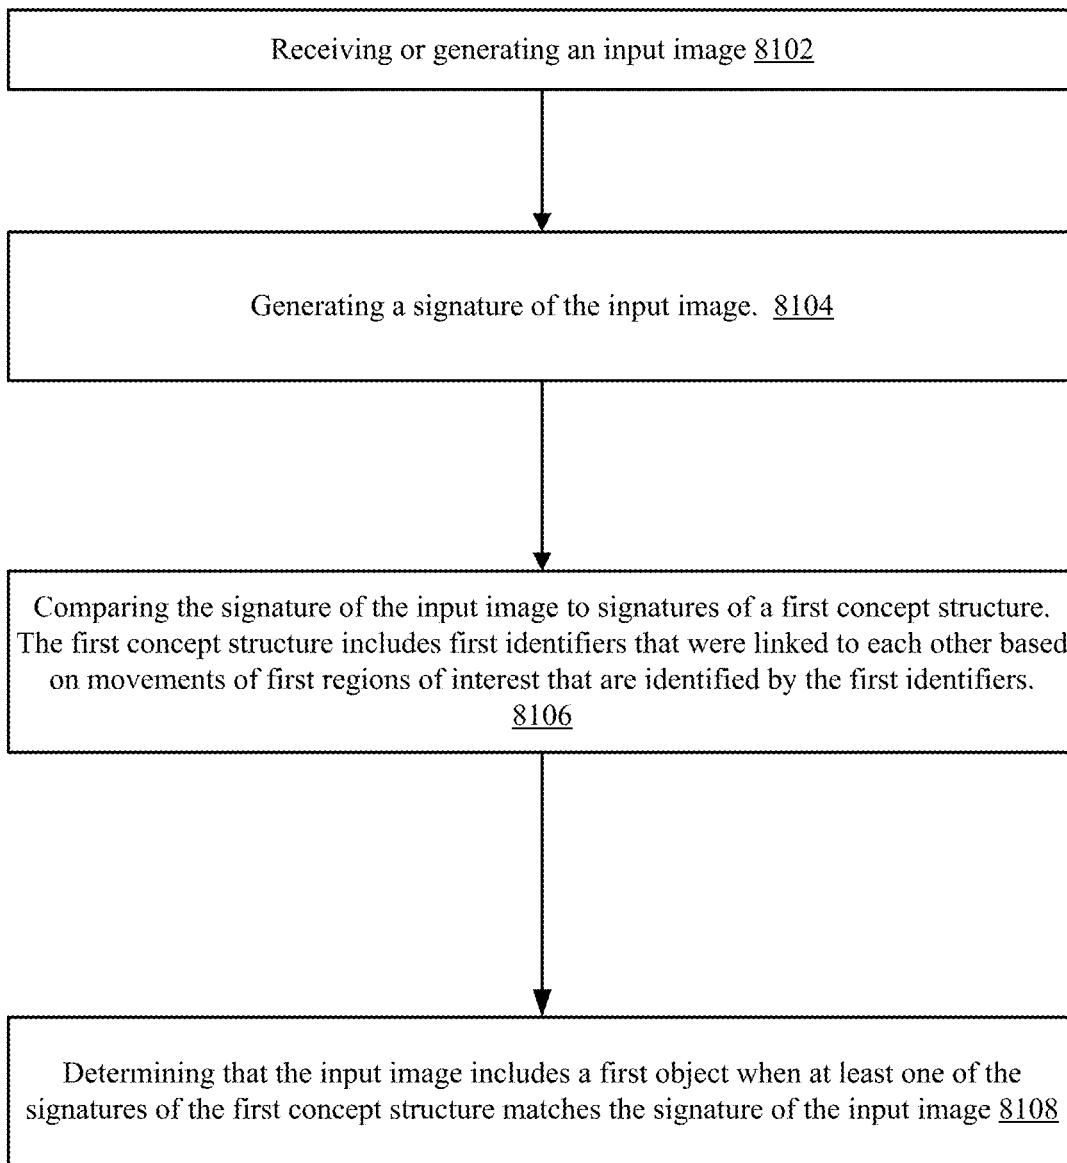 Receiving or generating an input image 8102
Generating a signature of the input image. 8104
Comparing the signature of the input image to signatures of a first concept structure.
The first concept structure includes first identifiers that were linked to each other based
on movements of first regions of interest that are identified by the first identifiers.
8106
Determining that the input image includes a first object when at least one of the
signatures of the first concept structure matches the signature of the input image 8108